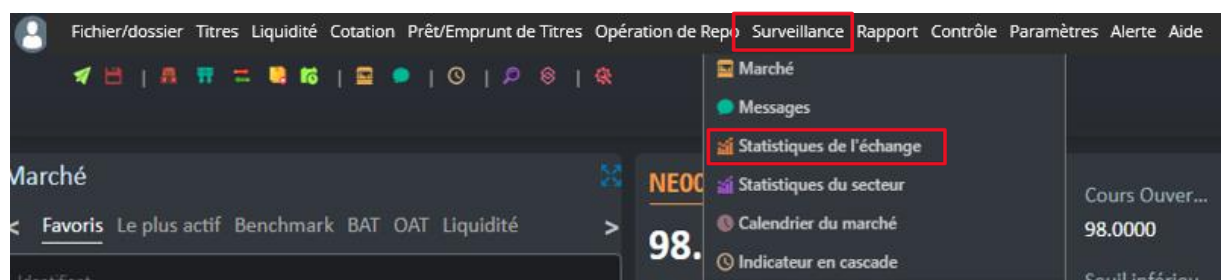 Fichier/dossier Titres Liquidité Cotation Prêt/Emprunt de Titres Opération de Repo Surveillance Rapport Contrôle Paramètres Alerte Aide
Marché
Messages
Statistiques de l'échange
Marché
NE00
Statistiques du secteur
Cours Ouver...
< Favoris Le plus actif Benchmark BAT OAT Liquidité >
98.
Calendrier du marché
98.0000
Indicateur en cascade